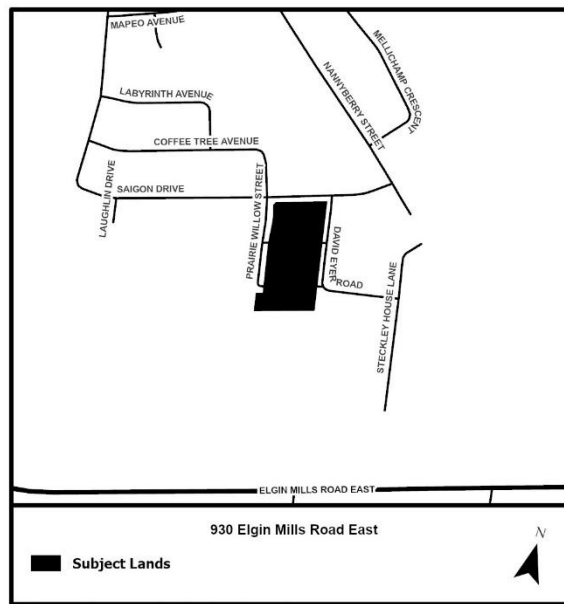 MAPEO AVENUE
MELLICHAMP CRESCENT
NANNYBERRY STREET
LABYRINTH AVENUE
COFFEE TREE AVENUE
SAIGON DRIVE
LAUGHLIN DRIVE
PRAIRIE WILLOW STREET
DAVID EYER
ROAD
STECKLEY HOUSE LANE
ELGIN MILLS ROAD EAST
930 Elgin Mills Road East
N
Subject Lands